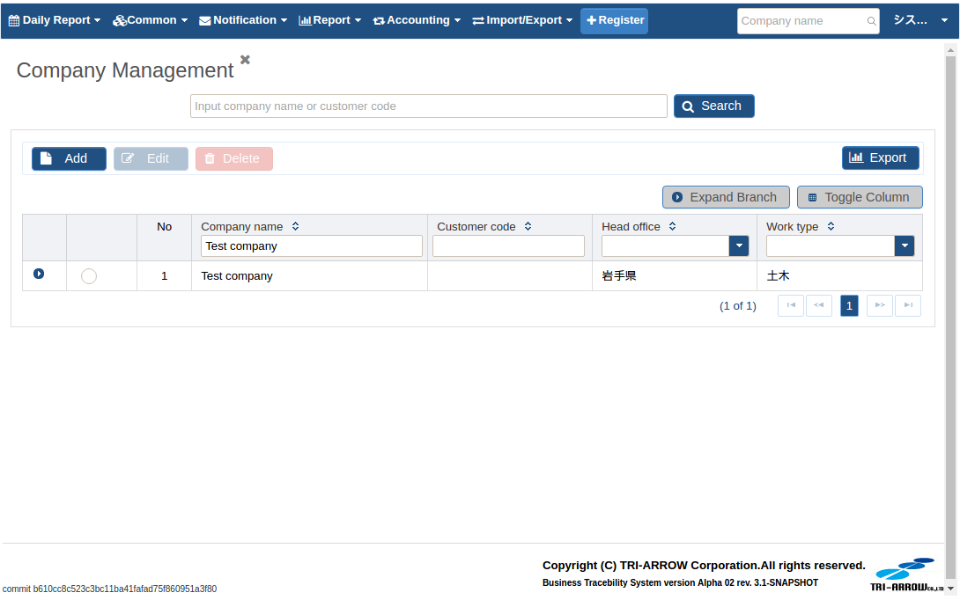 Daily Report Common Notification Report Accounting Import/Export Register Company name シス...
Company Management
Input company name or customer code Search
Add Edit Delete Export
Expand Branch Toggle Column
No Company name Customer code Head office Work type
Test company
1 Test company 岩手県 土木
(1 of 1) 1
Copyright (C) TRI-ARROW Corporation.All rights reserved.
Business Tracebility System version Alpha 02 rev. 3.1-SNAPSHOT
TRI-ARROW CO.,LTD
commit b610cc8c523c3bc11ba41fafad75f860951a3f80